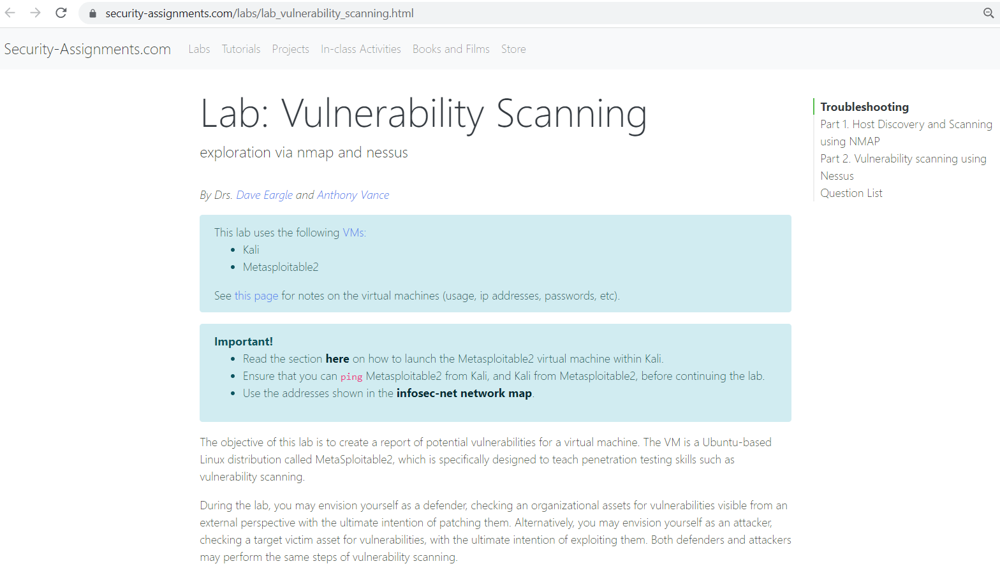 security-assignments.com/labs/lab_vulnerability_scanning.html
Security-Assignments.com Labs Tutorials Projects In-class Activities Books and Films Store
Lab: Vulnerability Scanning
exploration via nmap and nessus
By Drs. Dave Eargle and Anthony Vance
This lab uses the following VMs:
Kali
Metasploitable2
See this page for notes on the virtual machines (usage, ip addresses, passwords, etc).
Important!
Read the section here on how to launch the Metasploitable2 virtual machine within Kali.
Ensure that you can ping Metasploitable2 from Kali, and Kali from Metasploitable2, before continuing the lab.
Use the addresses shown in the infosec-net network map.
The objective of this lab is to create a report of potential vulnerabilities for a virtual machine. The VM is a Ubuntu-based
Linux distribution called MetaSploitable2, which is specifically designed to teach penetration testing skills such as
vulnerability scanning.
During the lab, you may envision yourself as a defender, checking an organizational assets for vulnerabilities visible from an
external perspective with the ultimate intention of patching them. Alternatively, you may envision yourself as an attacker,
checking a target victim asset for vulnerabilities, with the ultimate intention of exploiting them. Both defenders and attackers
may perform the same steps of vulnerability scanning.
Troubleshooting
Part 1. Host Discovery and Scanning
using NMAP
Part 2. Vulnerability scanning using
Nessus
Question List